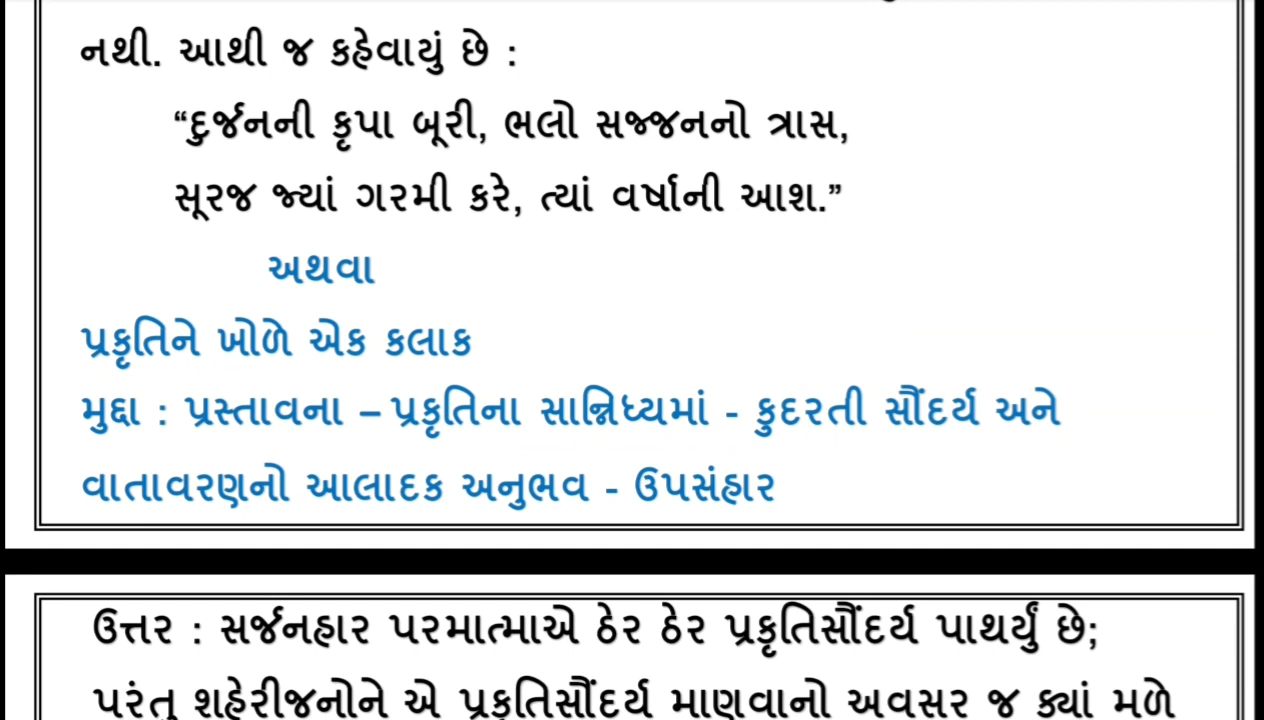 નથી. આથી જ કહેવાયું છે :
“દુર્જનની કૃપા બૂરી, ભલો સજ્જનનો ત્રાસ,
સૂરજ જ્યાં ગરમી કરે, ત્યાં વર્ષાની આશ.”
અથવા
પ્રકૃતિને ખોળે એક કલાક
મુદ્દા : પ્રસ્તાવના – પ્રકૃતિના સાન્નિધ્યમાં - કુદરતી સૌંદર્ય અને
વાતાવરણનો આલાદક અનુભવ - ઉપસંહાર
ઉત્તર : સર્જનહાર પરમાત્માએ ઠેર ઠેર પ્રકૃતિસૌંદર્ય પાથર્યું છે;
પરંતુ શહેરીજનોને એ પ્રકૃતિસૌંદર્ય માણવાનો અવસર જ ક્યાં મળે